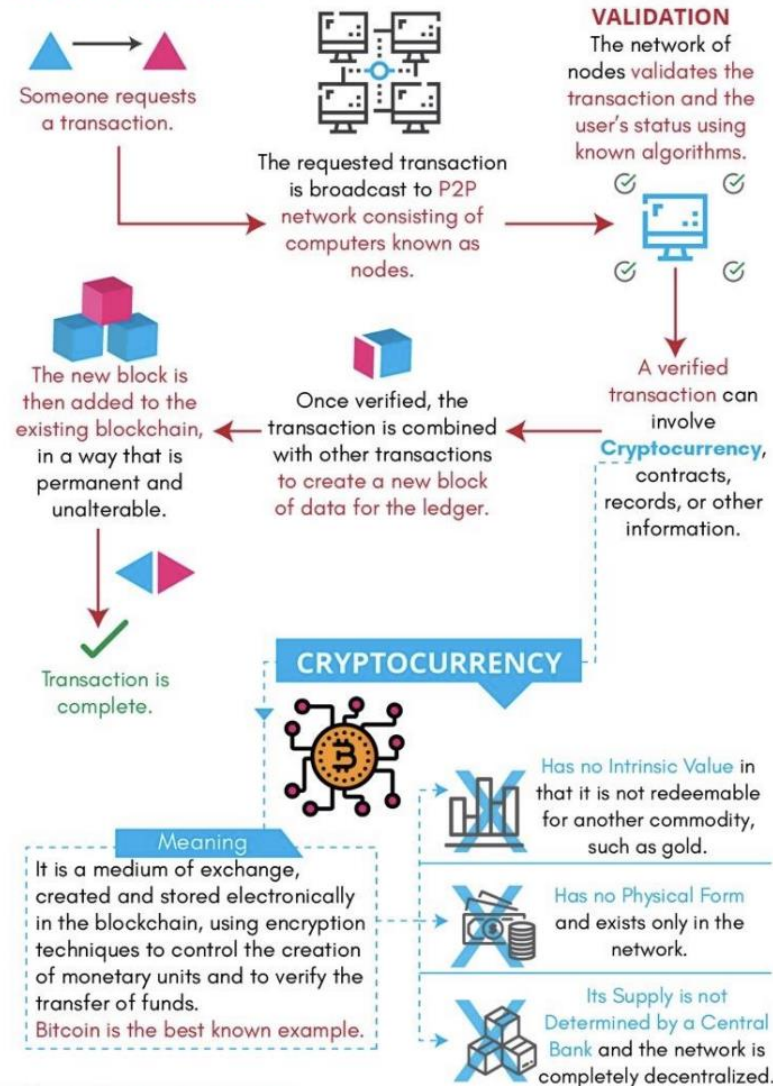 Someone requests
a transaction.
The requested transaction
is broadcast to P2P
network consisting of
computers known as
nodes.
VALIDATION
The network of
nodes validates the
transaction and the
user's status using
known algorithms.
A verified
transaction can
involve
Cryptocurrency,
contracts,
records, or other
information.
Once verified, the
transaction is combined
with other transactions
to create a new block
of data for the ledger.
The new block is
then added to the
existing blockchain,
in a way that is
permanent and
unalterable.
Transaction is
complete.
CRYPTOCURRENCY
Meaning
It is a medium of exchange,
created and stored electronically
in the blockchain, using encryption
techniques to control the creation
of monetary units and to verify the
transfer of funds.
Bitcoin is the best known example.
Has no Intrinsic Value in
that it is not redeemable
for another commodity,
such as gold.
Has no Physical Form
and exists only in the
network.
Its Supply is not
Determined by a Central
Bank and the network is
completely decentralized.